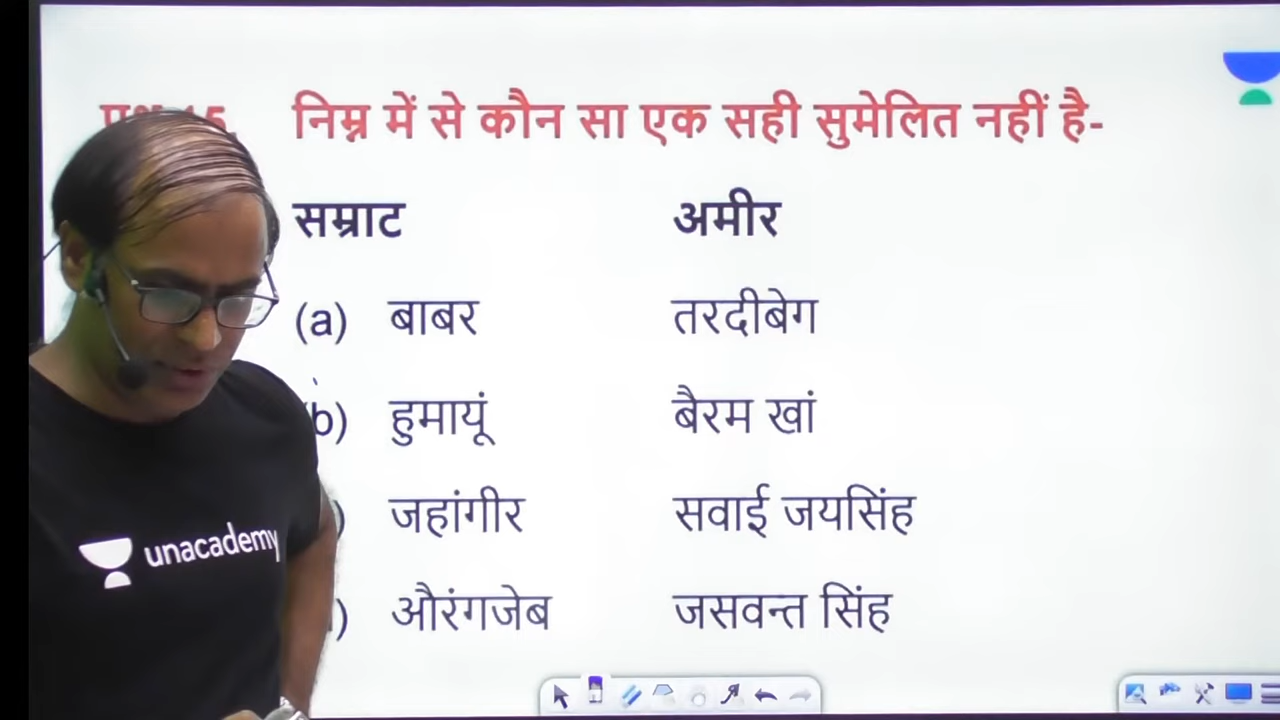 निम्न में से कौन सा एक सही सुमेलित नहीं है-
सम्राट अमीर
(a) बाबर तरदीबेग
b) हुमायूं बैरम खां
) जहांगीर सवाई जयसिंह
) औरंगजेब जसवन्त सिंह
unacademy